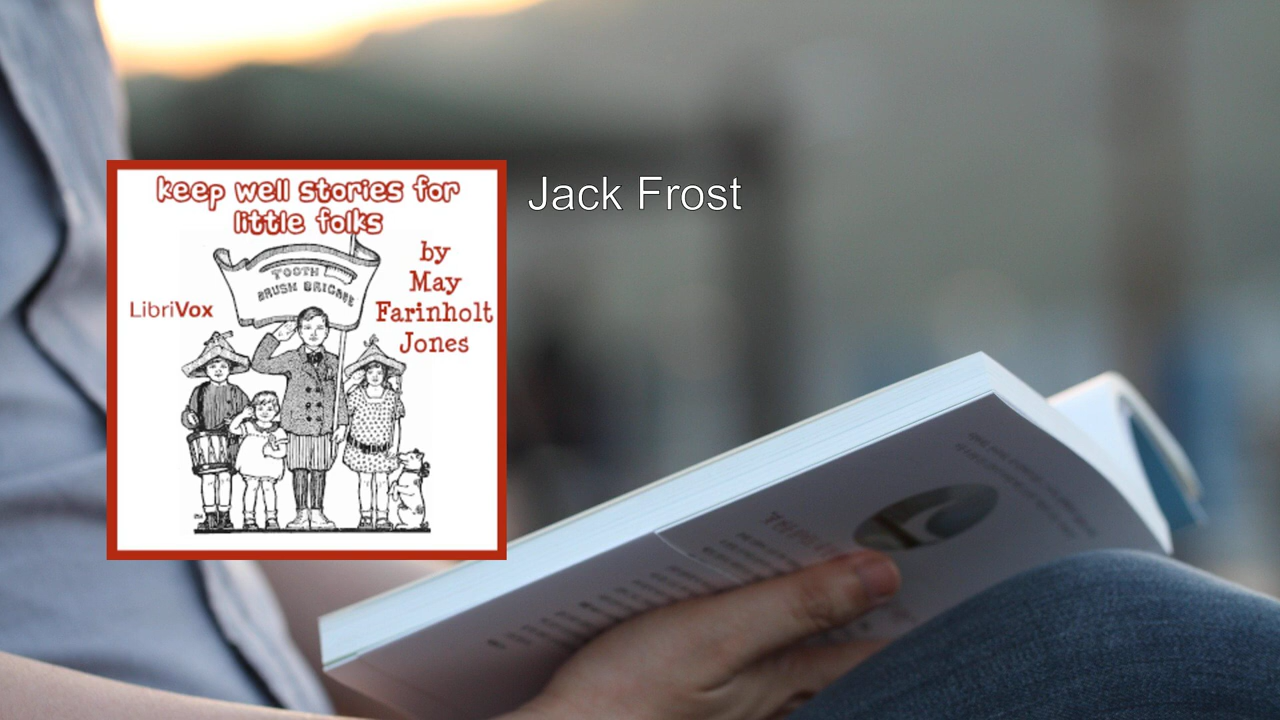 keep well stories for
little folks
by
May
Farinholt
Jones
LibriVox
TOOTH
BRUSH BRIGADE
Jack Frost